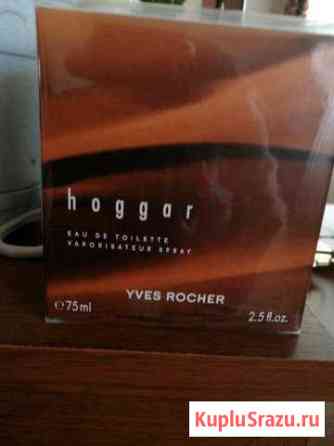 hoggar
EAU DE TOILETTE
VAPORISATEUR SPRAY
YVES ROCHER
℮75ml 2.5 fl.oz.
KupluSrazu.ru